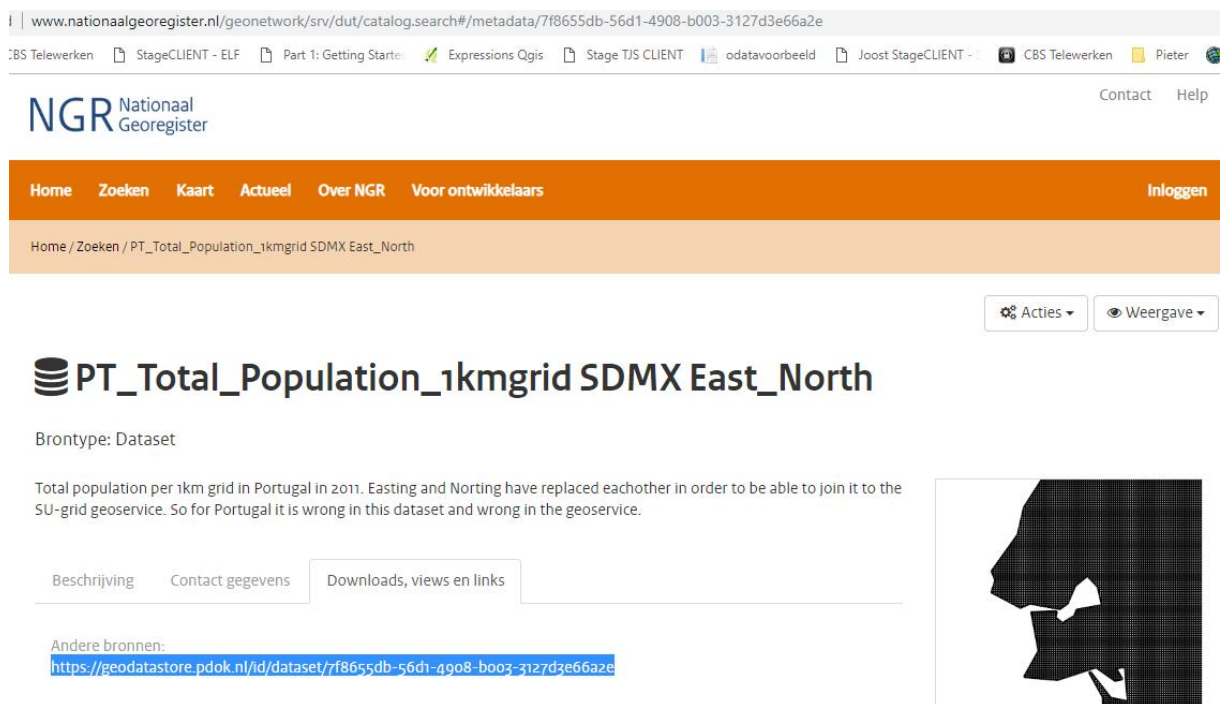 www.nationaalgeoregister.nl/geonetwork/srv/dut/catalog.search#/metadata/7f8655db-56d1-4908-b003-3127d3e66a2e
CBS Telewerken StageCLIENT - ELF Part 1: Getting Starte Expressions Qgis Stage TJS CLIENT odatavoorbeeld Joost StageCLIENT - CBS Telewerken Pieter
Contact Help
NGR Nationaal
Georegister
Home Zoeken Kaart Actueel Over NGR Voor ontwikkelaars Inloggen
Home / Zoeken / PT_Total_Population_1kmgrid SDMX East_North
Acties Weergave
PT_Total_Population_1kmgrid SDMX East_North
Brontype: Dataset
Total population per 1km grid in Portugal in 2011. Easting and Norting have replaced eachother in order to be able to join it to the
SU-grid geoservice. So for Portugal it is wrong in this dataset and wrong in the geoservice.
Beschrijving Contact gegevens Downloads, views en links
Andere bronnen:
https://geodatastore.pdok.nl/id/dataset/7f8655db-56d1-4908-b003-3127d3e66a2e